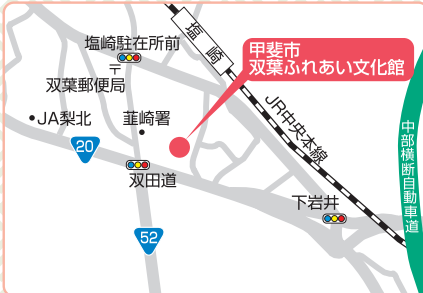 塩崎
塩崎駐在所前
〒
双葉郵便局
甲斐市
双葉ふれあい文化館
JA梨北
韮崎署
JR中央本線
中部横断自動車道
20
双田道
下岩井
52